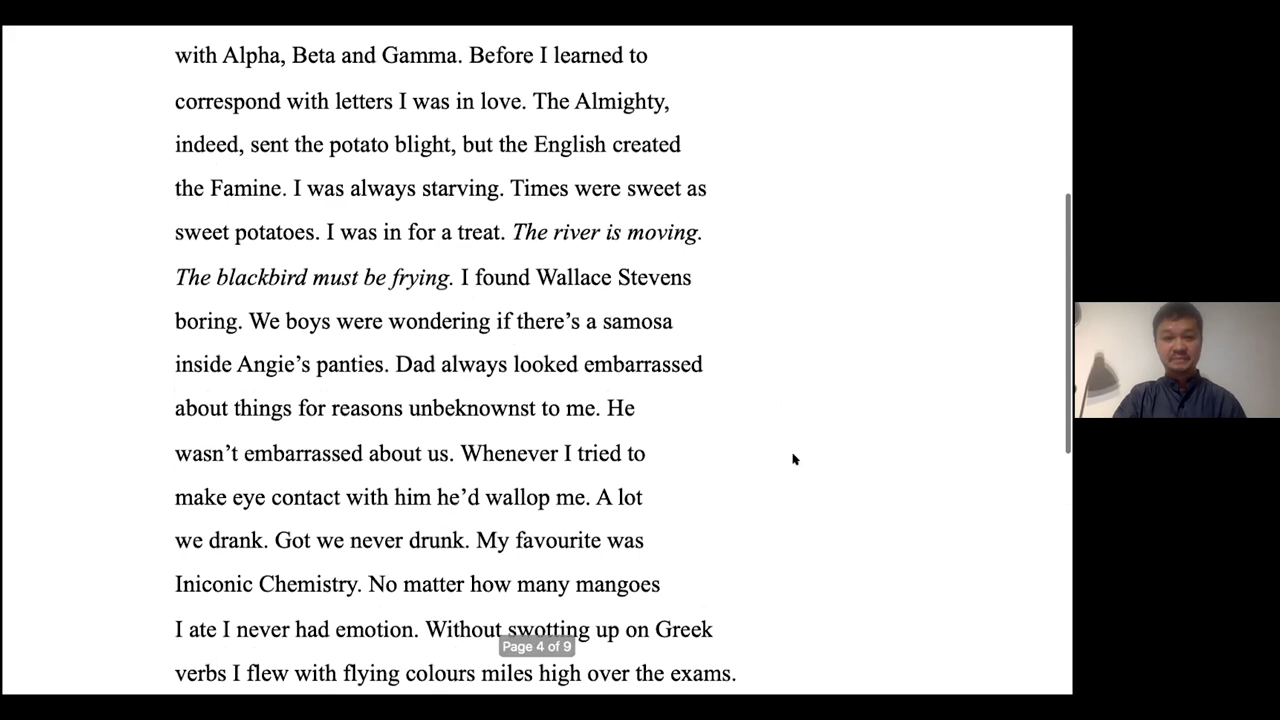 with Alpha, Beta and Gamma. Before I learned to
correspond with letters I was in love. The Almighty,
indeed, sent the potato blight, but the English created
the Famine. I was always starving. Times were sweet as
sweet potatoes. I was in for a treat. The river is moving.
The blackbird must be frying. I found Wallace Stevens
boring. We boys were wondering if there’s a samosa
inside Angie’s panties. Dad always looked embarrassed
about things for reasons unbeknownst to me. He
wasn’t embarrassed about us. Whenever I tried to
make eye contact with him he’d wallop me. A lot
we drank. Got we never drunk. My favourite was
Iniconic Chemistry. No matter how many mangoes
I ate I never had emotion. Without swotting up on Greek
Page 4 of 9
verbs I flew with flying colours miles high over the exams.